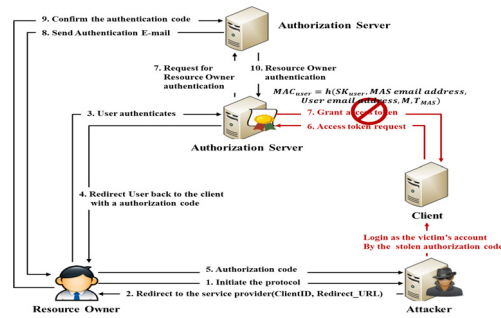 9. Confirm the authentication code
Authorization Server
8. Send Authentication E-mail
7. Request for
Resource Owner
authentication
10. Resource Owner
authentication
MAC_user = h(SK_user, MAS email address,
User email address, M, T_MAS)
3. User authenticates
7. Grant access token
6. Access token request
Authorization Server
4. Redirect User back to the client
with a authorization code
Client
Login as the victim's account
By the stolen authorization code
5. Authorization code
1. Initiate the protocol
2. Redirect to the service provider(ClientID, Redirect_URL)
Resource Owner
Attacker